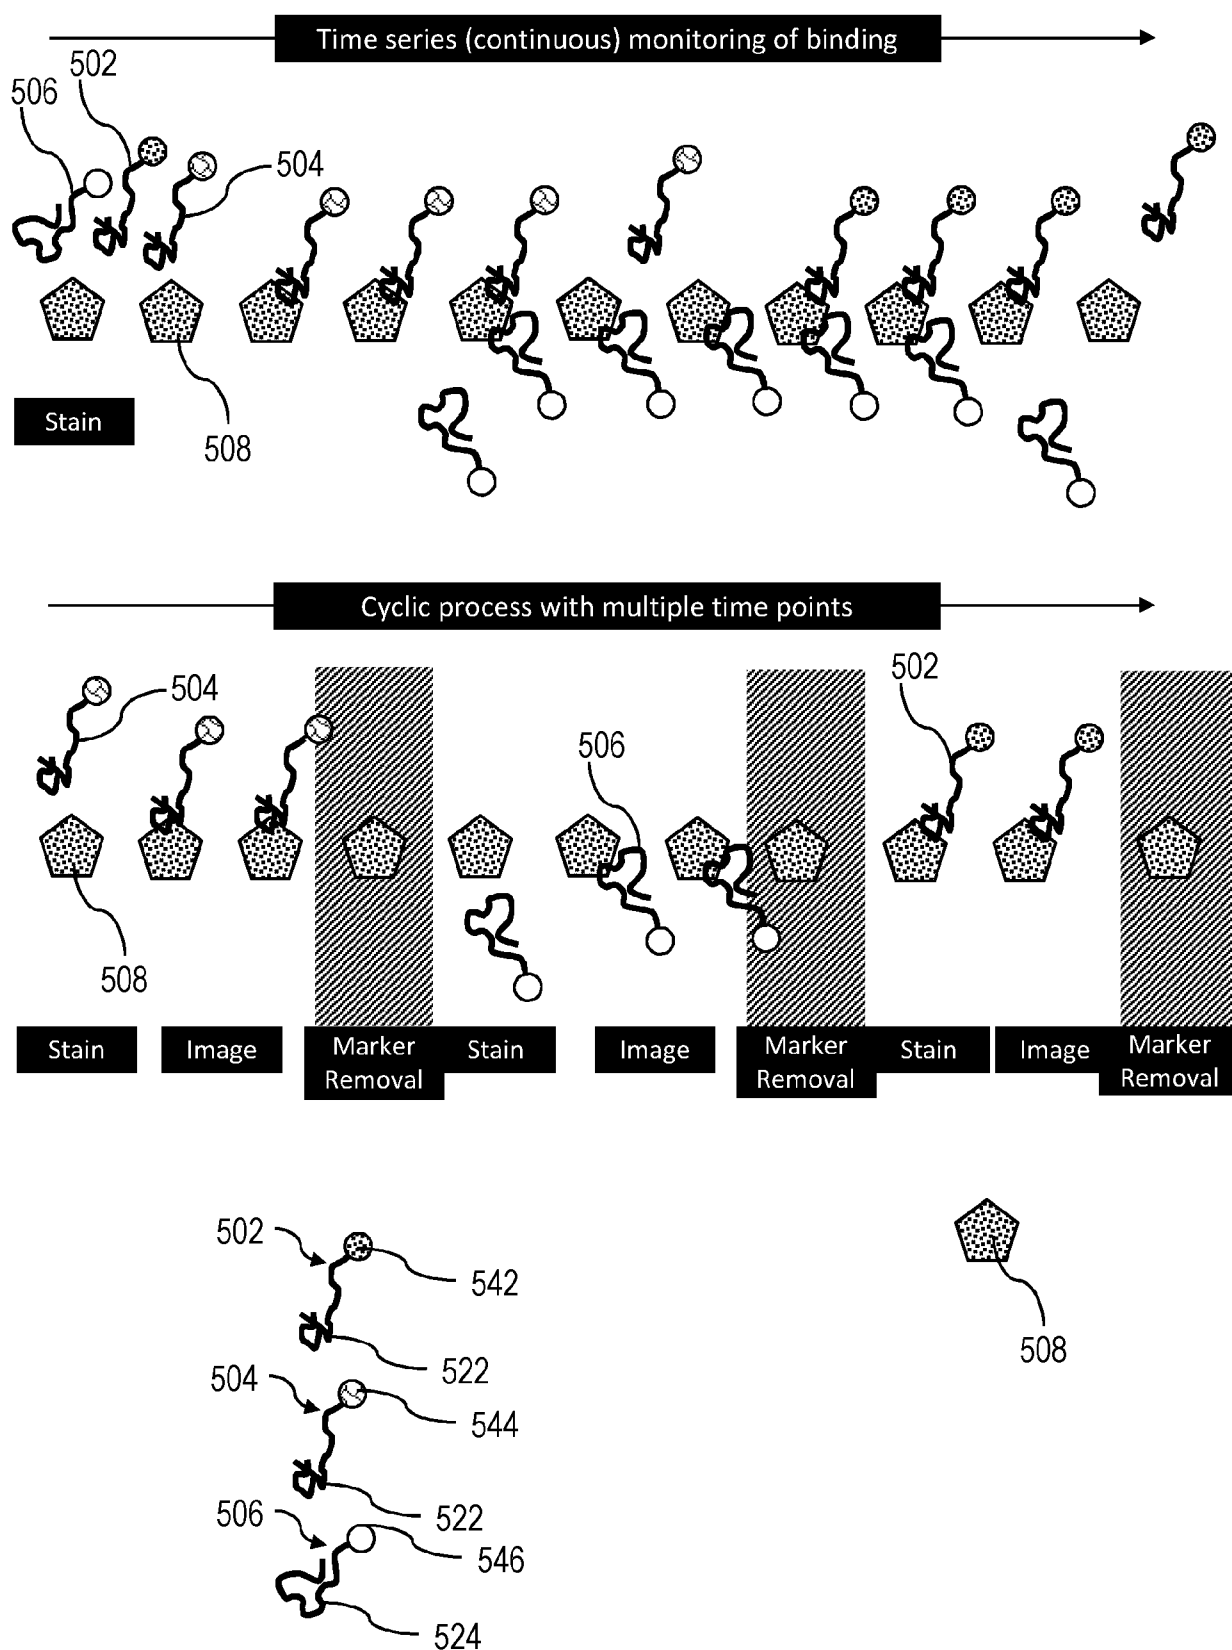 Time series (continuous) monitoring of binding
502
506
504
Stain
508
Cyclic process with multiple time points
504
502
506
508
Stain
Image
Marker
Removal
Stain
Image
Marker
Removal
Stain
Image
Marker
Removal
502
542
522
508
504
544
522
506
546
524